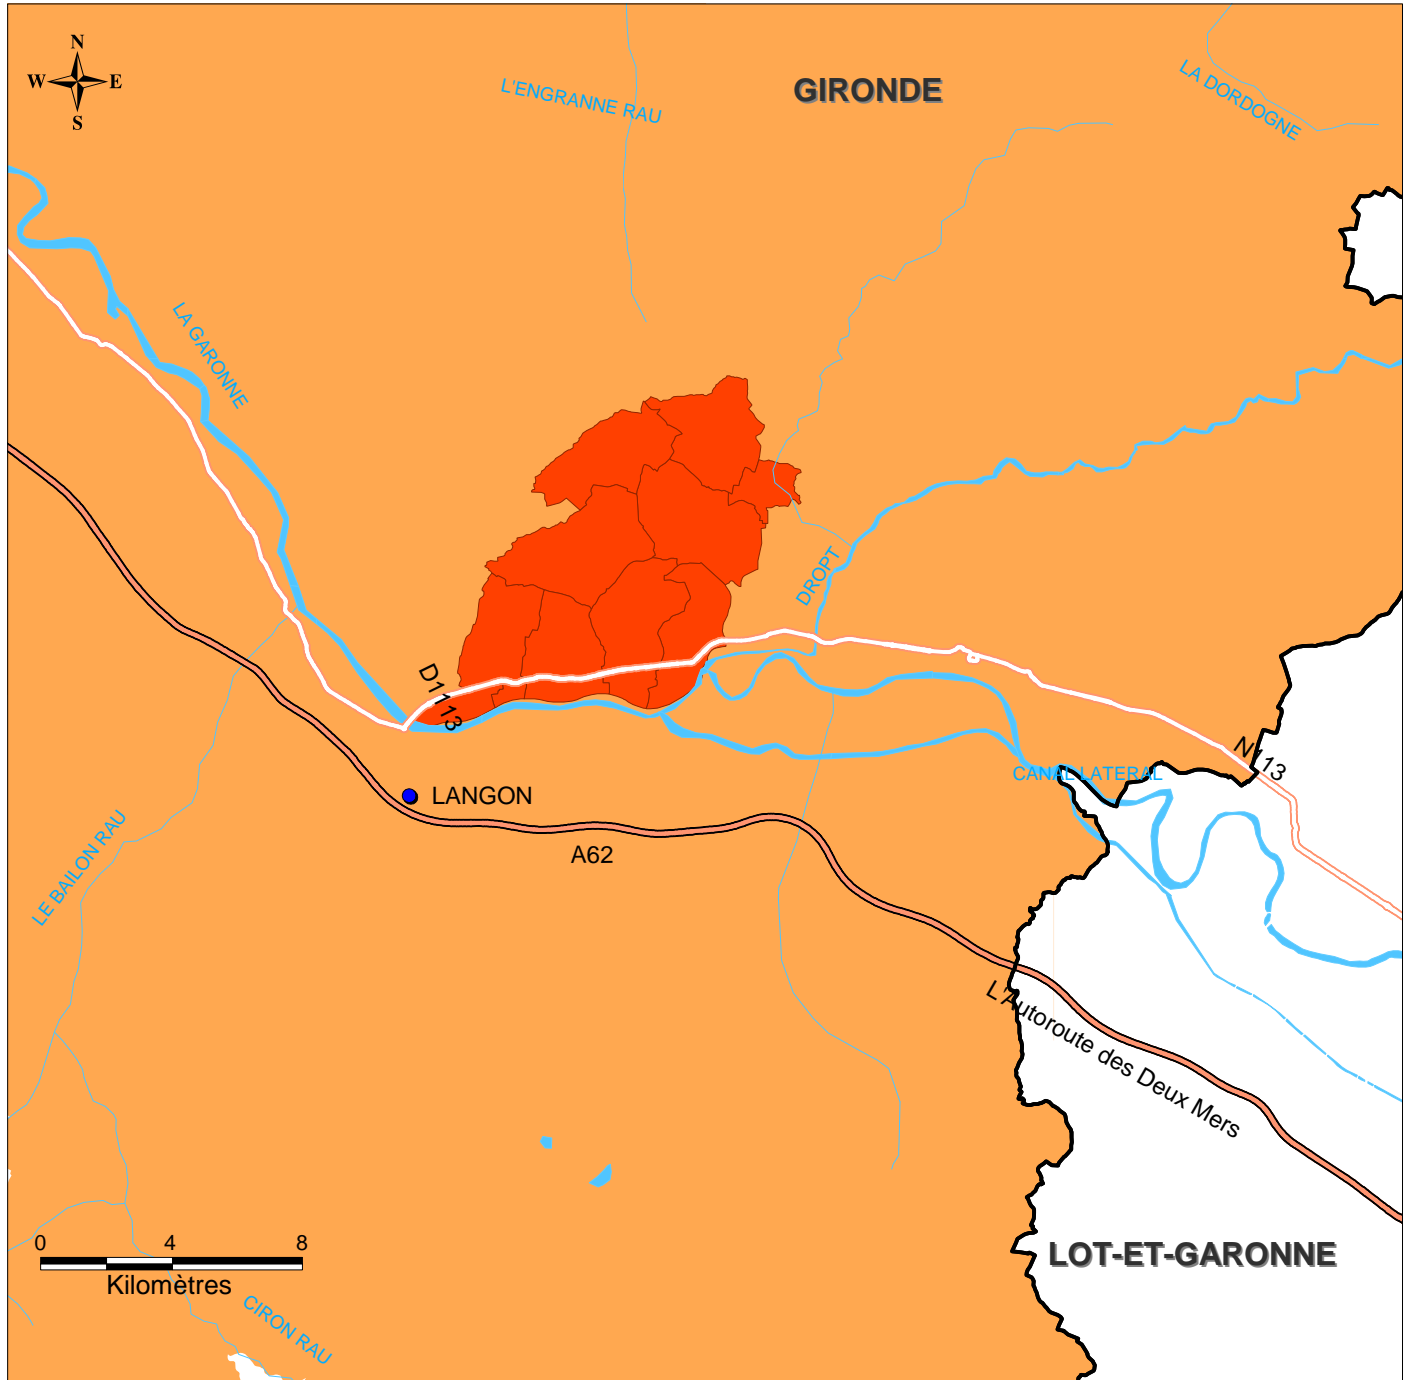 N
W E
S
GIRONDE
L'ENGRANNE RAU
LA DORDOGNE
LA GARONNE
DROPT
D1113
N113
CANAL LATERAL
LANGON
A62
LE BAILON RAU
L'Autoroute des Deux Mers
0 4 8
Kilomètres
LOT-ET-GARONNE
CIRON RAU